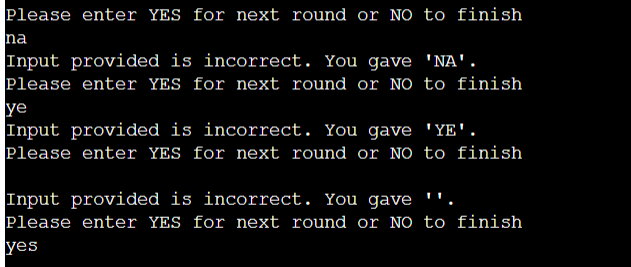 Please enter YES for next round or NO to finish
na
Input provided is incorrect. You gave 'NA'.
Please enter YES for next round or NO to finish
ye
Input provided is incorrect. You gave 'YE'.
Please enter YES for next round or NO to finish
Input provided is incorrect. You gave ''.
Please enter YES for next round or NO to finish
yes